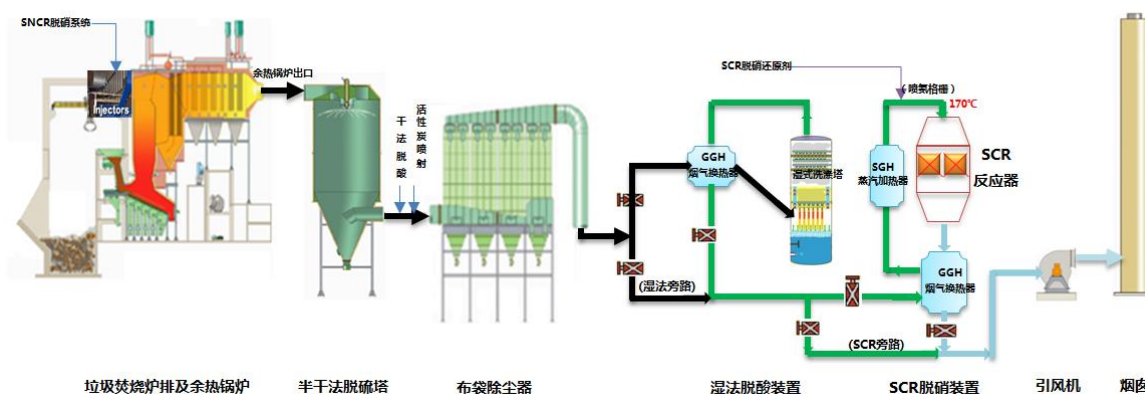 SNCR脱硝系统
Injectors
余热锅炉出口
干法脱酸
活性炭喷射
GGH
烟气换热器
湿式洗涤塔
(湿法旁路)
SCR脱硝还原剂
(喷氨格栅)
170℃
SGH
蒸汽加热器
SCR
反应器
GGH
烟气换热器
(SCR旁路)
垃圾焚烧炉排及余热锅炉
半干法脱硫塔
布袋除尘器
湿法脱酸装置
SCR脱硝装置
引风机
烟囱